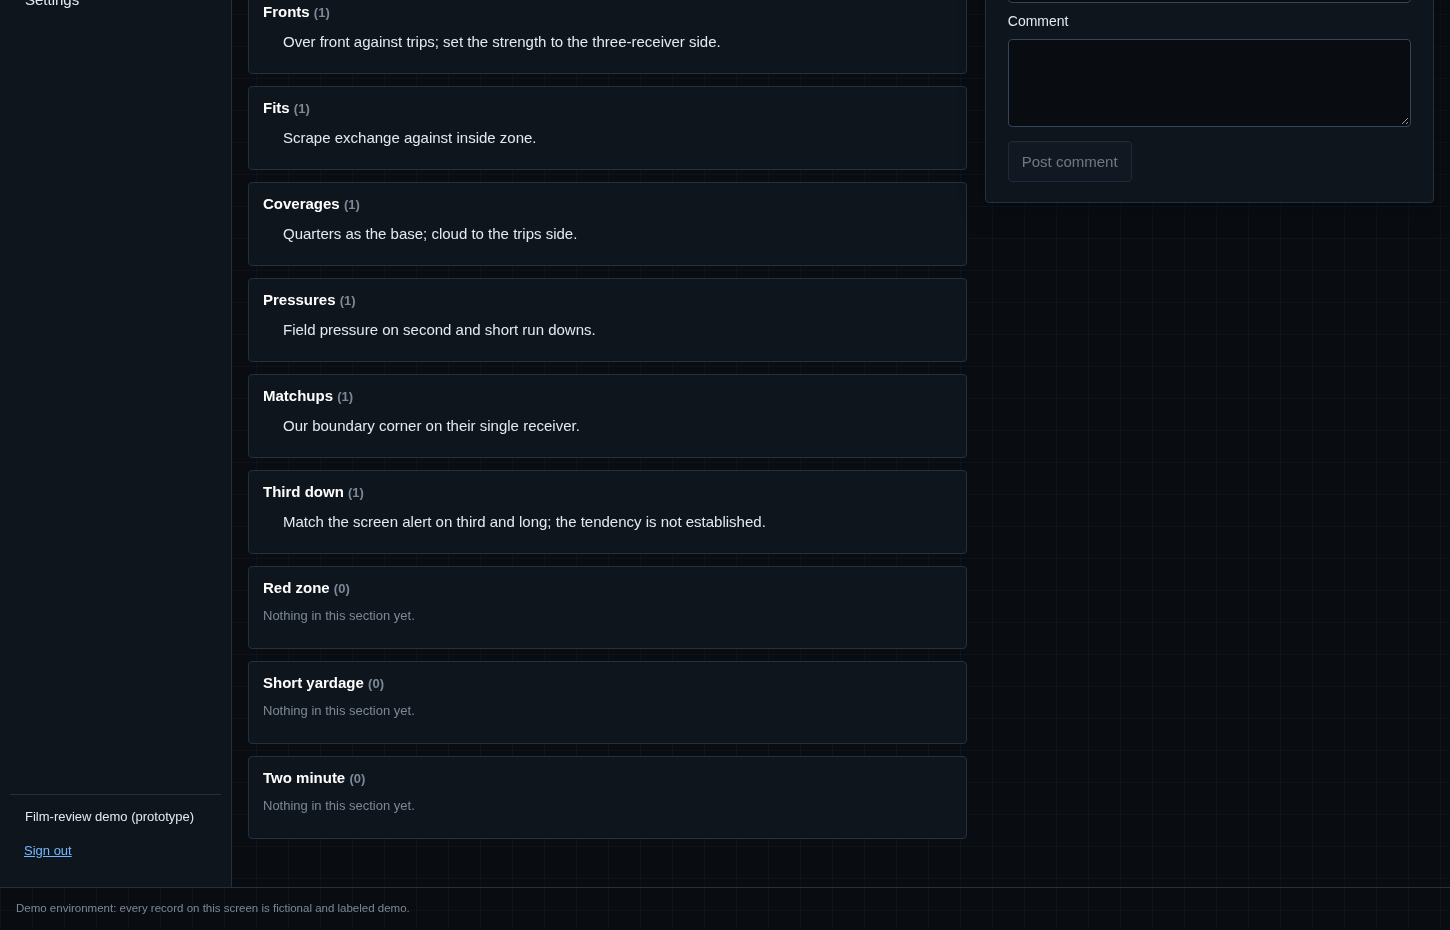 Settings
Fronts (1)
Over front against trips; set the strength to the three-receiver side.
Fits (1)
Scrape exchange against inside zone.
Coverages (1)
Quarters as the base; cloud to the trips side.
Pressures (1)
Field pressure on second and short run downs.
Matchups (1)
Our boundary corner on their single receiver.
Third down (1)
Match the screen alert on third and long; the tendency is not established.
Red zone (0)
Nothing in this section yet.
Short yardage (0)
Nothing in this section yet.
Two minute (0)
Nothing in this section yet.
Comment
Post comment
Film-review demo (prototype)
Sign out
Demo environment: every record on this screen is fictional and labeled demo.